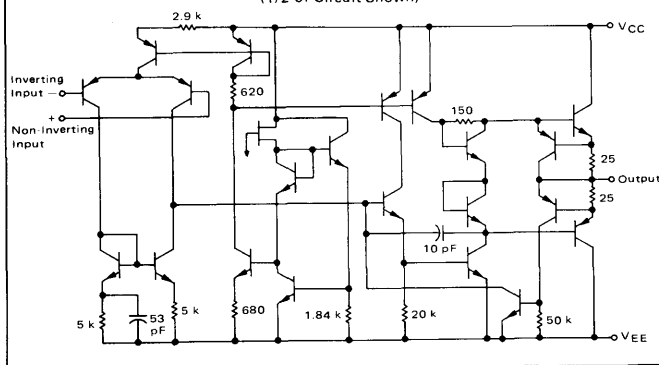 (1/2 of Circuit Shown)
2.9 k
VCC
620
Inverting
Input –
+
Non-Inverting
Input
150
25
Output
25
10 pF
5 k
53
pF
5 k
680
1.84 k
20 k
50 k
VEE